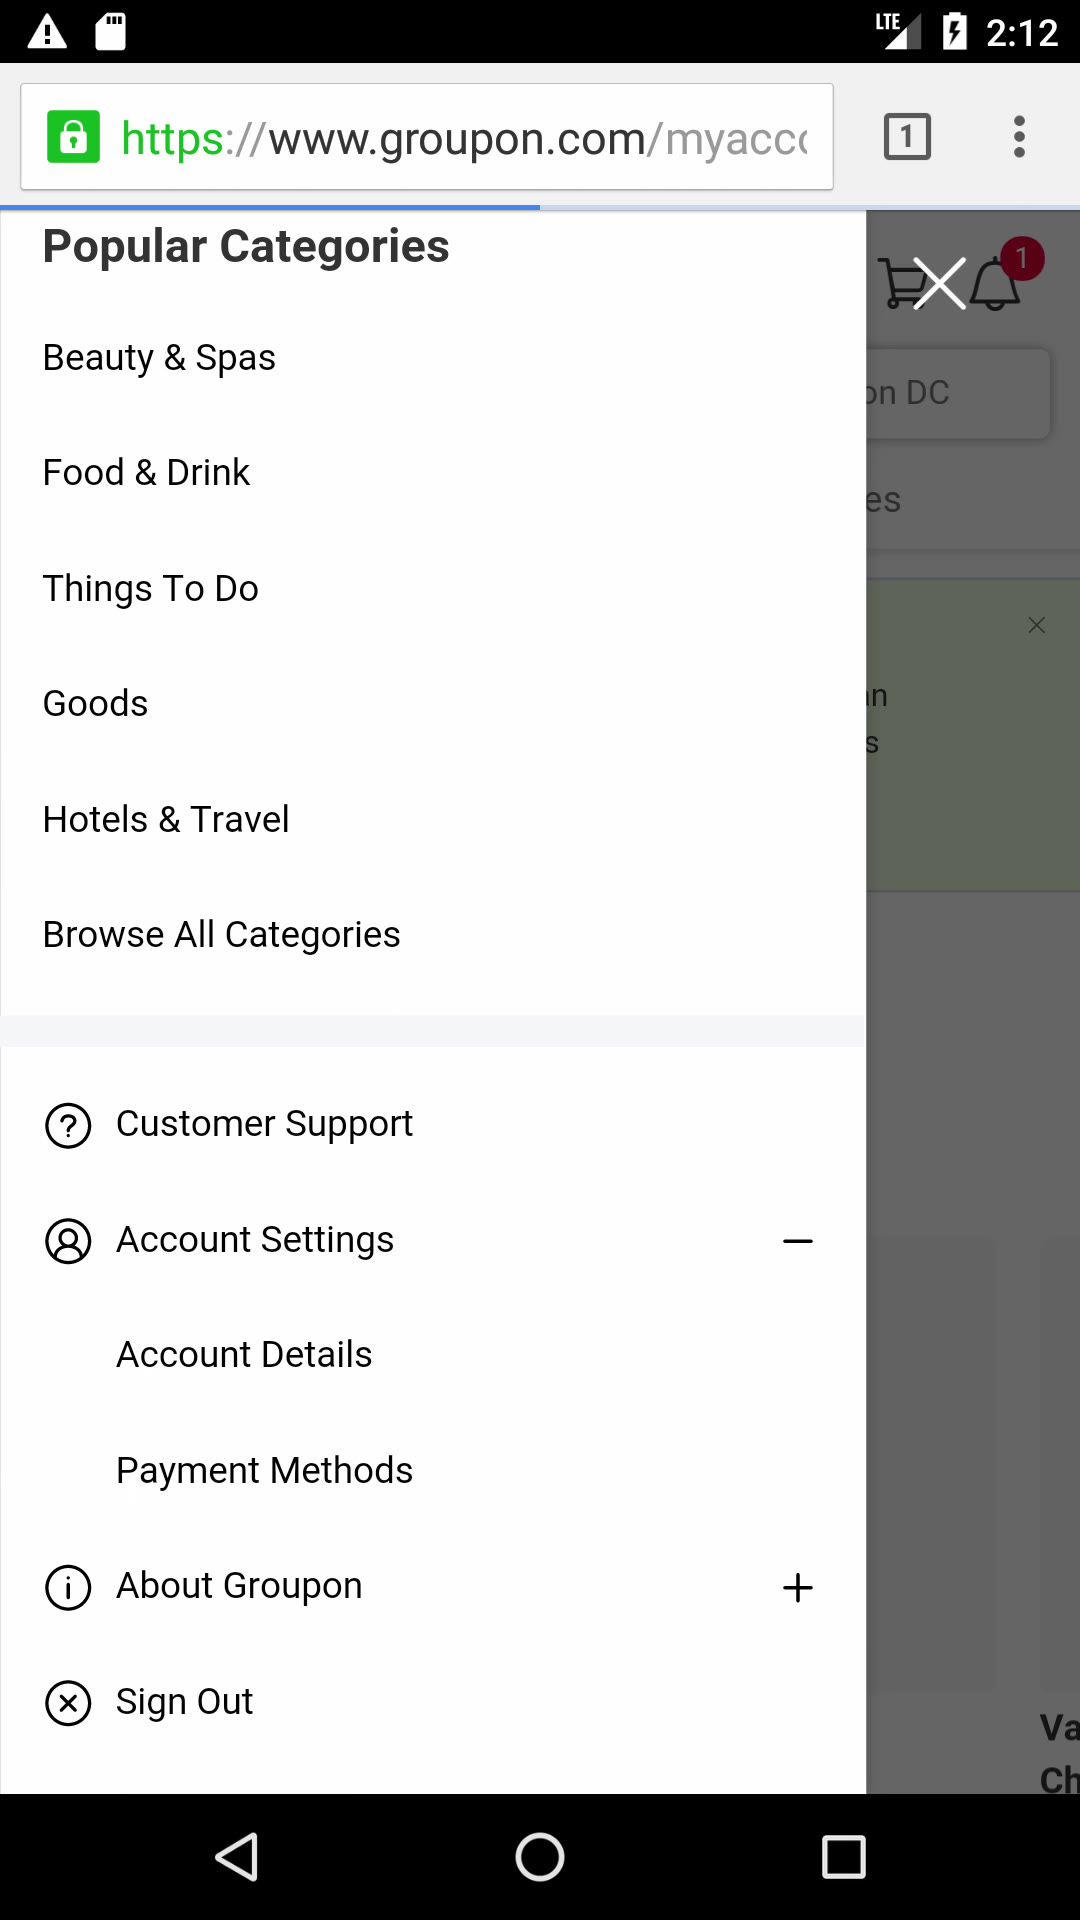 LTE 2:12
https://www.groupon.com/myacco
1
Popular Categories
1
Beauty & Spas
on DC
Food & Drink
es
Things To Do
an
Goods
s
Hotels & Travel
Browse All Categories
Customer Support
Account Settings
Account Details
Payment Methods
About Groupon
Sign Out
Va
Ch